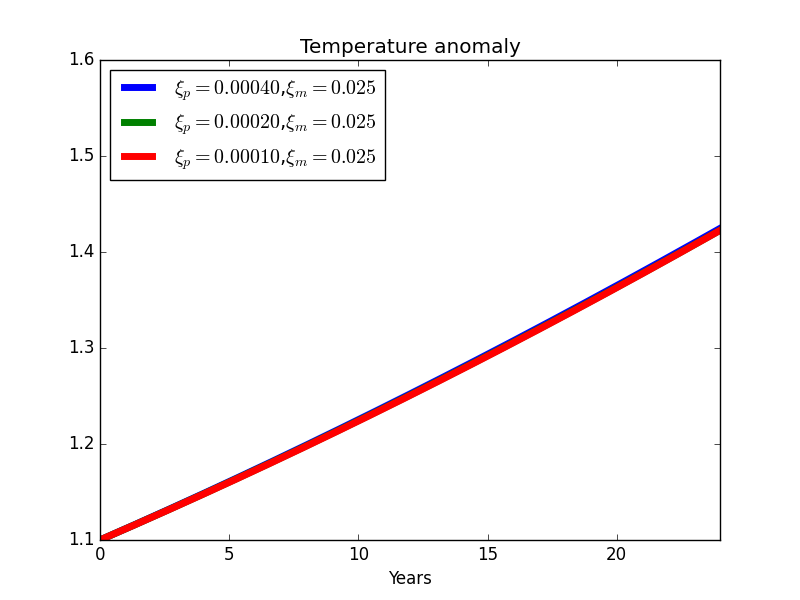 Temperature anomaly
1.6
1.5
1.4
1.3
1.2
1.1
ξ_p = 0.00040,ξ_m = 0.025
ξ_p = 0.00020,ξ_m = 0.025
ξ_p = 0.00010,ξ_m = 0.025
0 5 10 15 20
Years